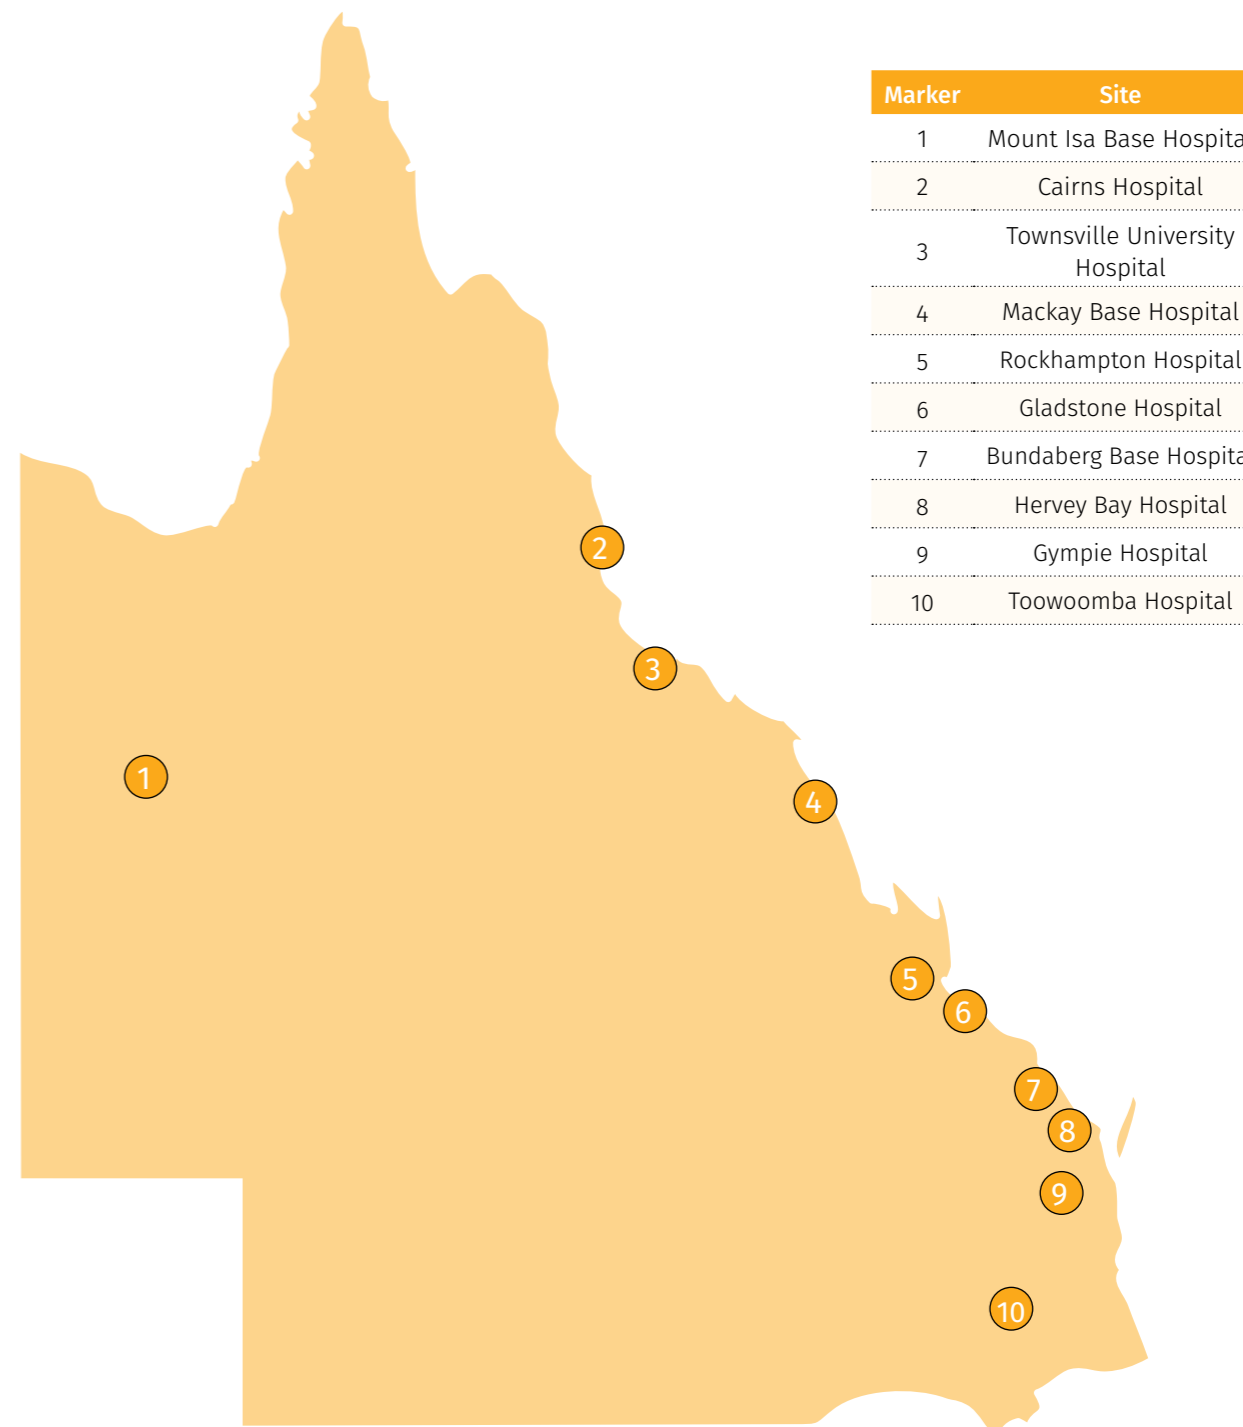 Marker Site
1 Mount Isa Base Hospita
2 Cairns Hospital
3 Townsville University
Hospital
4 Mackay Base Hospital
5 Rockhampton Hospital
6 Gladstone Hospital
7 Bundaberg Base Hospita
8 Hervey Bay Hospital
9 Gympie Hospital
10 Toowoomba Hospital
2
3
1
4
5
6
7
8
9
10